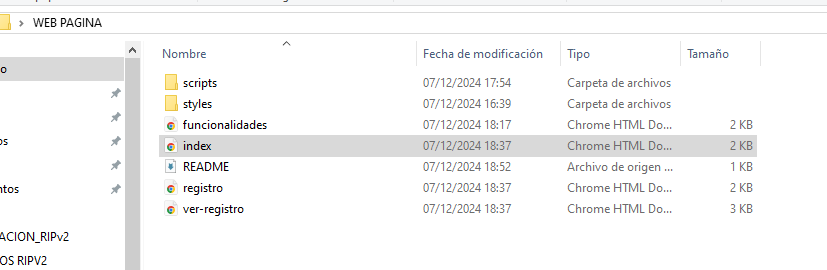 WEB PAGINA
Nombre Fecha de modificación Tipo Tamaño
scripts 07/12/2024 17:54 Carpeta de archivos
styles 07/12/2024 16:39 Carpeta de archivos
funcionalidades 07/12/2024 18:17 Chrome HTML Do... 2 KB
index 07/12/2024 18:37 Chrome HTML Do... 2 KB
README 07/12/2024 18:52 Archivo de origen ... 1 KB
registro 07/12/2024 18:37 Chrome HTML Do... 2 KB
ver-registro 07/12/2024 18:37 Chrome HTML Do... 3 KB
o
os
ntos
ACION_RIPv2
OS RIPV2